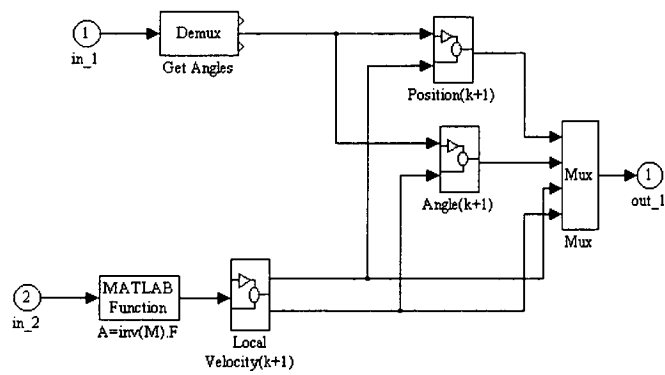 1
in_1
Demux
Get Angles
Position(k+1)
Angle(k+1)
Mux
Mux
1
out_1
2
in_2
MATLAB
Function
A=inv(M).F
Local
Velocity(k+1)